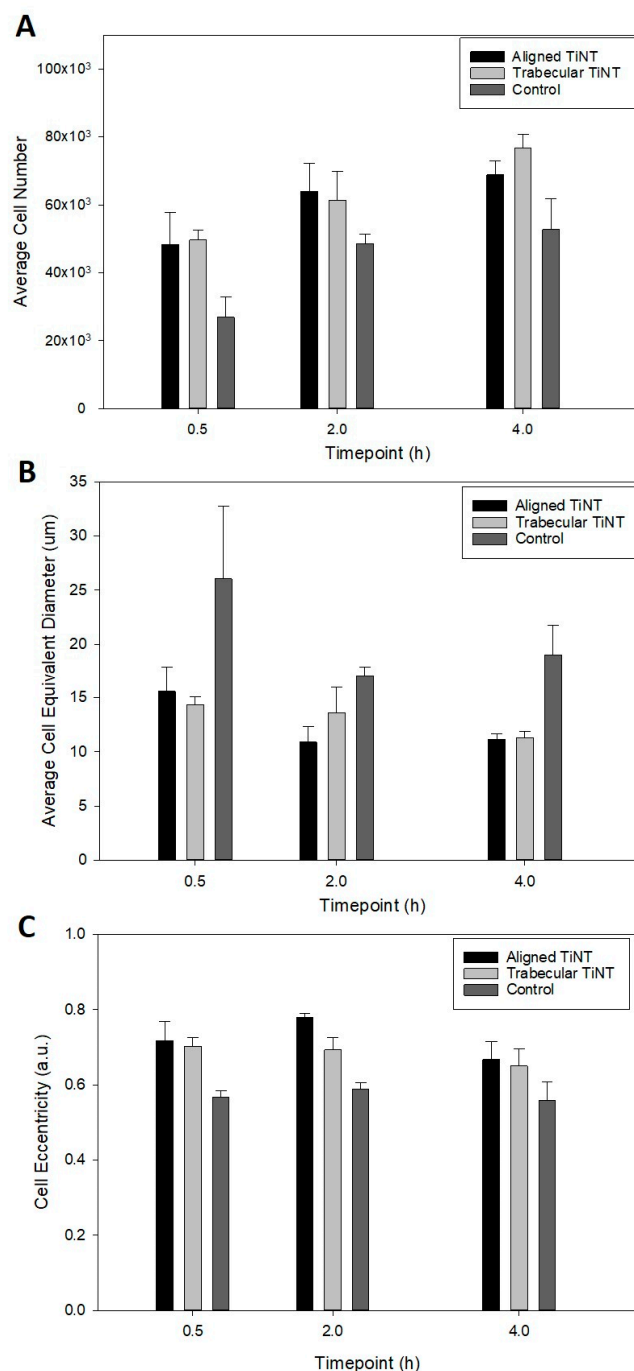 A
Aligned TiNT
Trabecular TiNT
Control
100x10³
80x10³
60x10³
40x10³
20x10³
0
Average Cell Number
0.5 2.0 4.0
Timepoint (h)
B
Aligned TiNT
Trabecular TiNT
Control
35
30
25
20
15
10
5
0
Average Cell Equivalent Diameter (um)
0.5 2.0 4.0
Timepoint (h)
C
Aligned TiNT
Trabecular TiNT
Control
1.0
0.8
0.6
0.4
0.2
0.0
Cell Eccentricity (a.u.)
0.5 2.0 4.0
Timepoint (h)